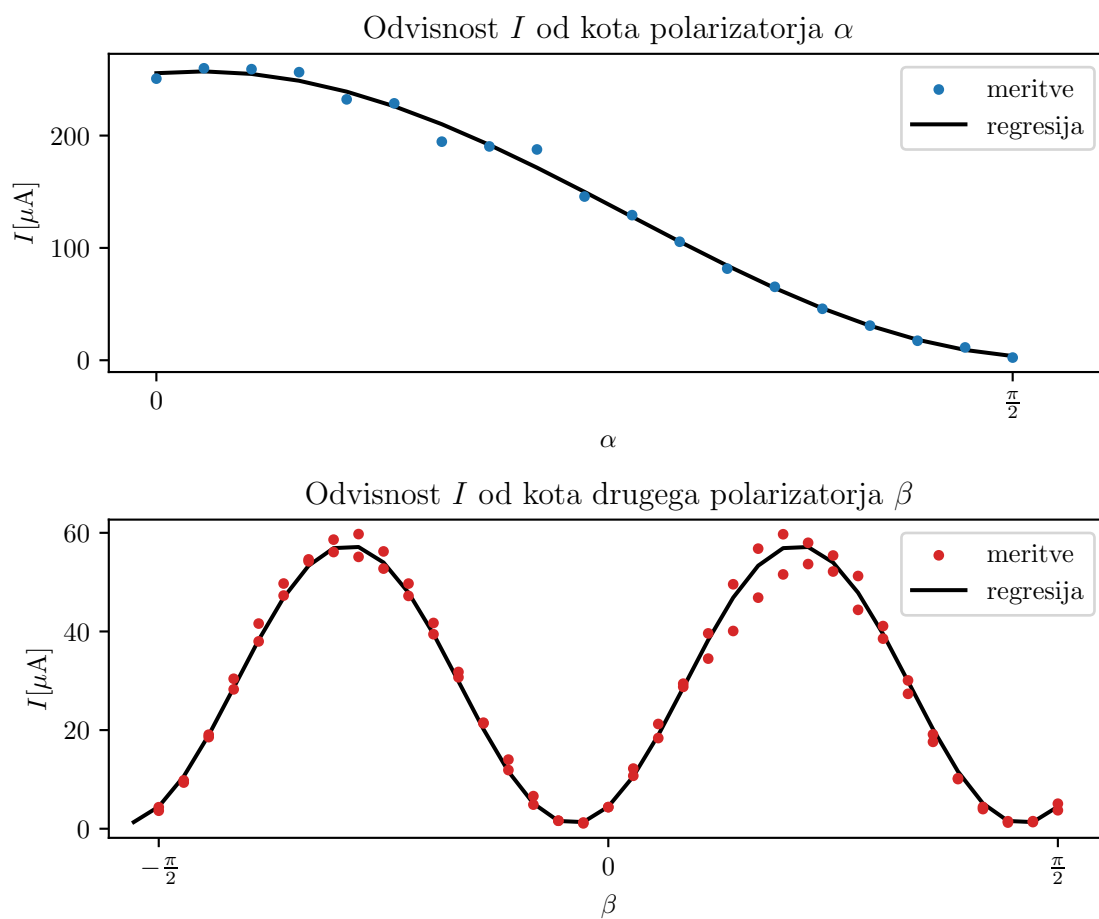 Odvisnost I od kota polarizatorja α
meritve
regresija
I[μA]
200
100
0
0
π/2
α
Odvisnost I od kota drugega polarizatorja β
meritve
regresija
I[μA]
60
40
20
0
−π/2
0
π/2
β